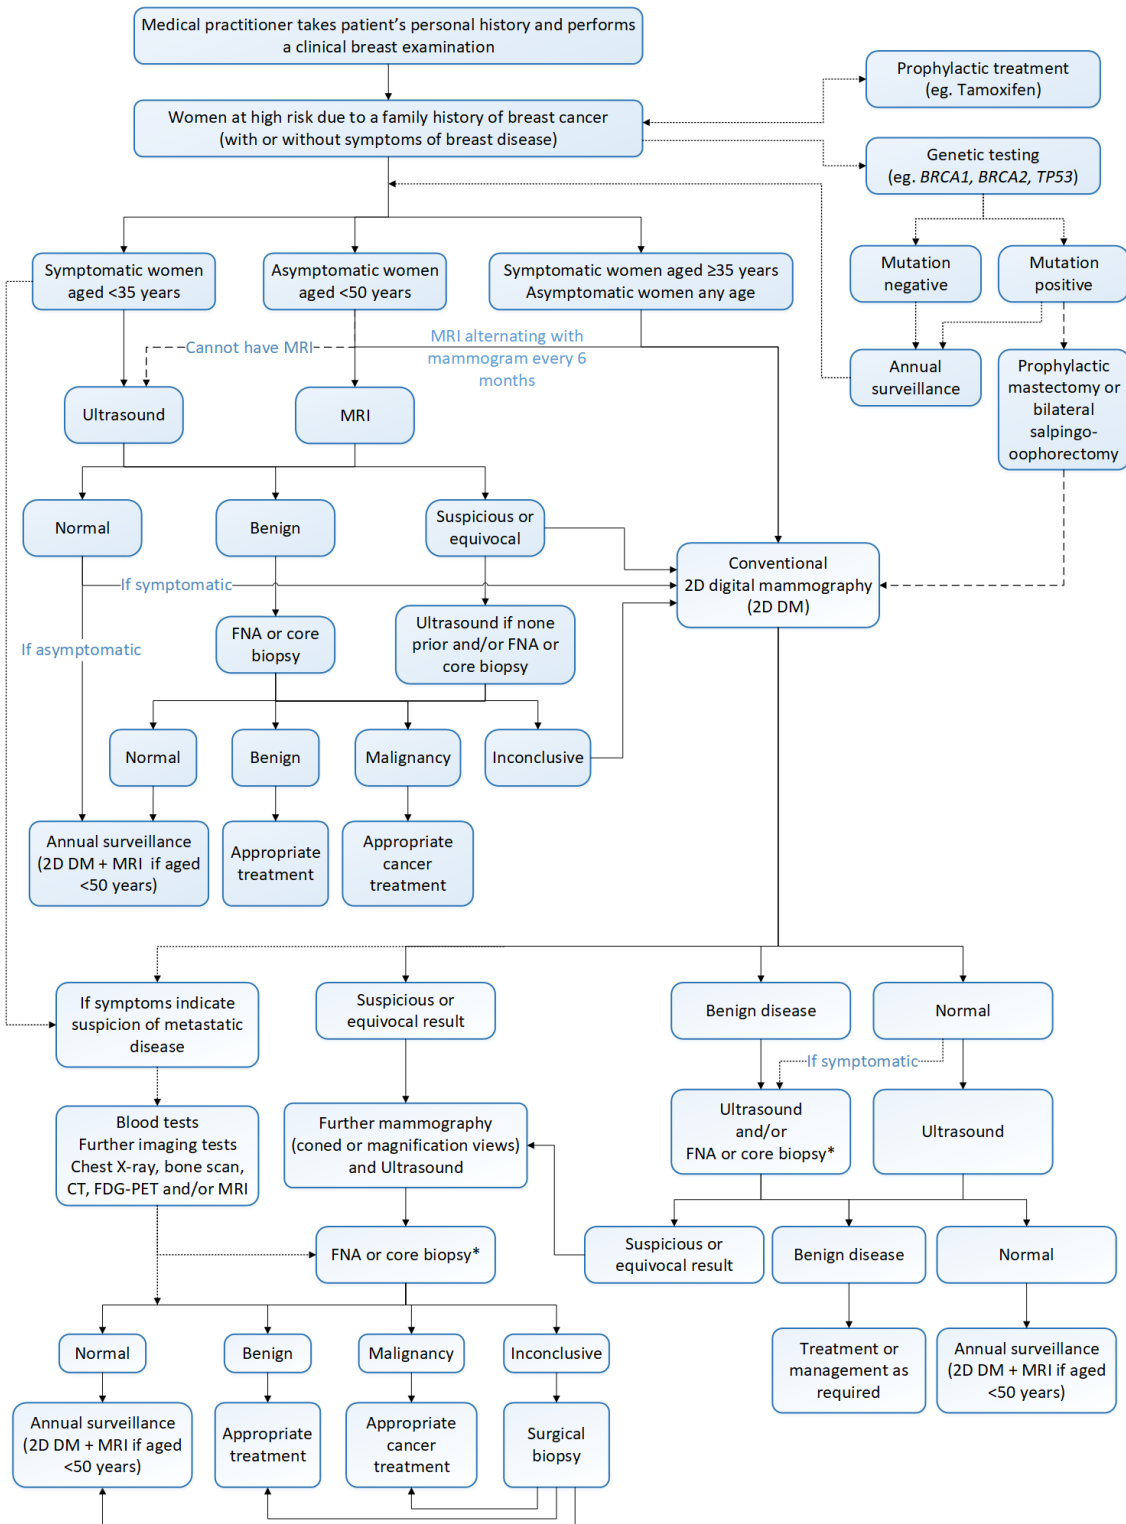 Medical practitioner takes patient's personal history and performs
a clinical breast examination
Prophylactic treatment
(eg. Tamoxifen)
Women at high risk due to a family history of breast cancer
(with or without symptoms of breast disease)
Genetic testing
(eg. BRCA1, BRCA2, TP53)
Symptomatic women
aged <35 years
Asymptomatic women
aged <50 years
Symptomatic women aged ≥35 years
Asymptomatic women any age
Mutation
negative
Mutation
positive
Cannot have MRI
MRI alternating with
mammogram every 6
months
Annual
surveillance
Prophylactic
mastectomy or
bilateral
salpingo-
oophorectomy
Ultrasound
MRI
Normal
Benign
Suspicious or
equivocal
Conventional
2D digital mammography
(2D DM)
If symptomatic
If asymptomatic
FNA or core
biopsy
Ultrasound if none
prior and/or FNA or
core biopsy
Normal
Benign
Malignancy
Inconclusive
Annual surveillance
(2D DM + MRI  if aged
<50 years)
Appropriate
treatment
Appropriate
cancer
treatment
If symptoms indicate
suspicion of metastatic
disease
Suspicious or
equivocal result
Benign disease
Normal
If symptomatic
Blood tests
Further imaging tests
Chest X-ray, bone scan,
CT, FDG-PET and/or MRI
Further mammography
(coned or magnification views)
and Ultrasound
Ultrasound
and/or
FNA or core biopsy*
Ultrasound
FNA or core biopsy*
Suspicious or
equivocal result
Benign disease
Normal
Normal
Benign
Malignancy
Inconclusive
Treatment or
management as
required
Annual surveillance
(2D DM + MRI if aged
<50 years)
Annual surveillance
(2D DM + MRI if aged
<50 years)
Appropriate
treatment
Appropriate
cancer
treatment
Surgical
biopsy